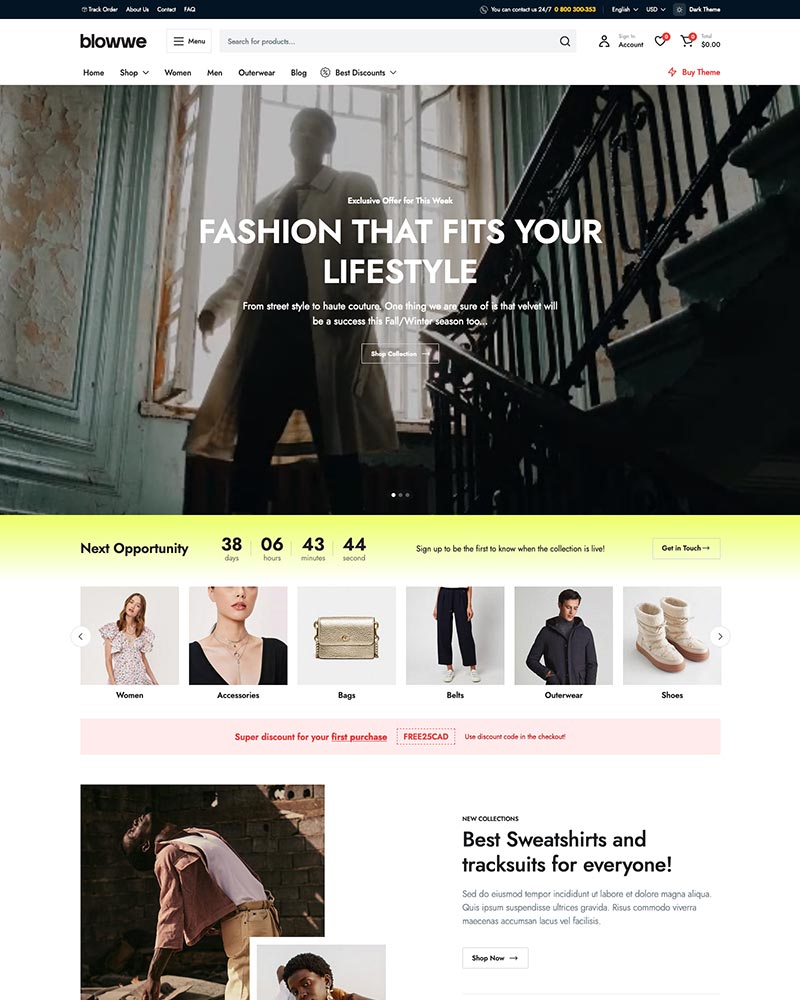 Track Order About Us Contact FAQ
You can contact us 24/7 0 800 300-353 English USD Dark Theme
blowwe
Menu
Search for products...
Sign In
Account
0
0
Total
$0.00
Home Shop Women Men Outerwear Blog Best Discounts Buy Theme
Exclusive Offer for This Week
FASHION THAT FITS YOUR
LIFESTYLE
From street style to haute couture. One thing we are sure of is that velvet will
be a success this Fall/Winter season too...
Shop Collection
Next Opportunity
38 06 43 44
days hours minutes second
Sign up to be the first to know when the collection is live!
Get in Touch
Women Accessories Bags Belts Outerwear Shoes
Super discount for your first purchase FREE25CAD Use discount code in the checkout!
NEW COLLECTIONS
Best Sweatshirts and
tracksuits for everyone!
Sed do eiusmod tempor incididunt ut labore et dolore magna aliqua.
Quis ipsum suspendisse ultrices gravida. Risus commodo viverra
maecenas accumsan lacus vel facilisis.
Shop Now